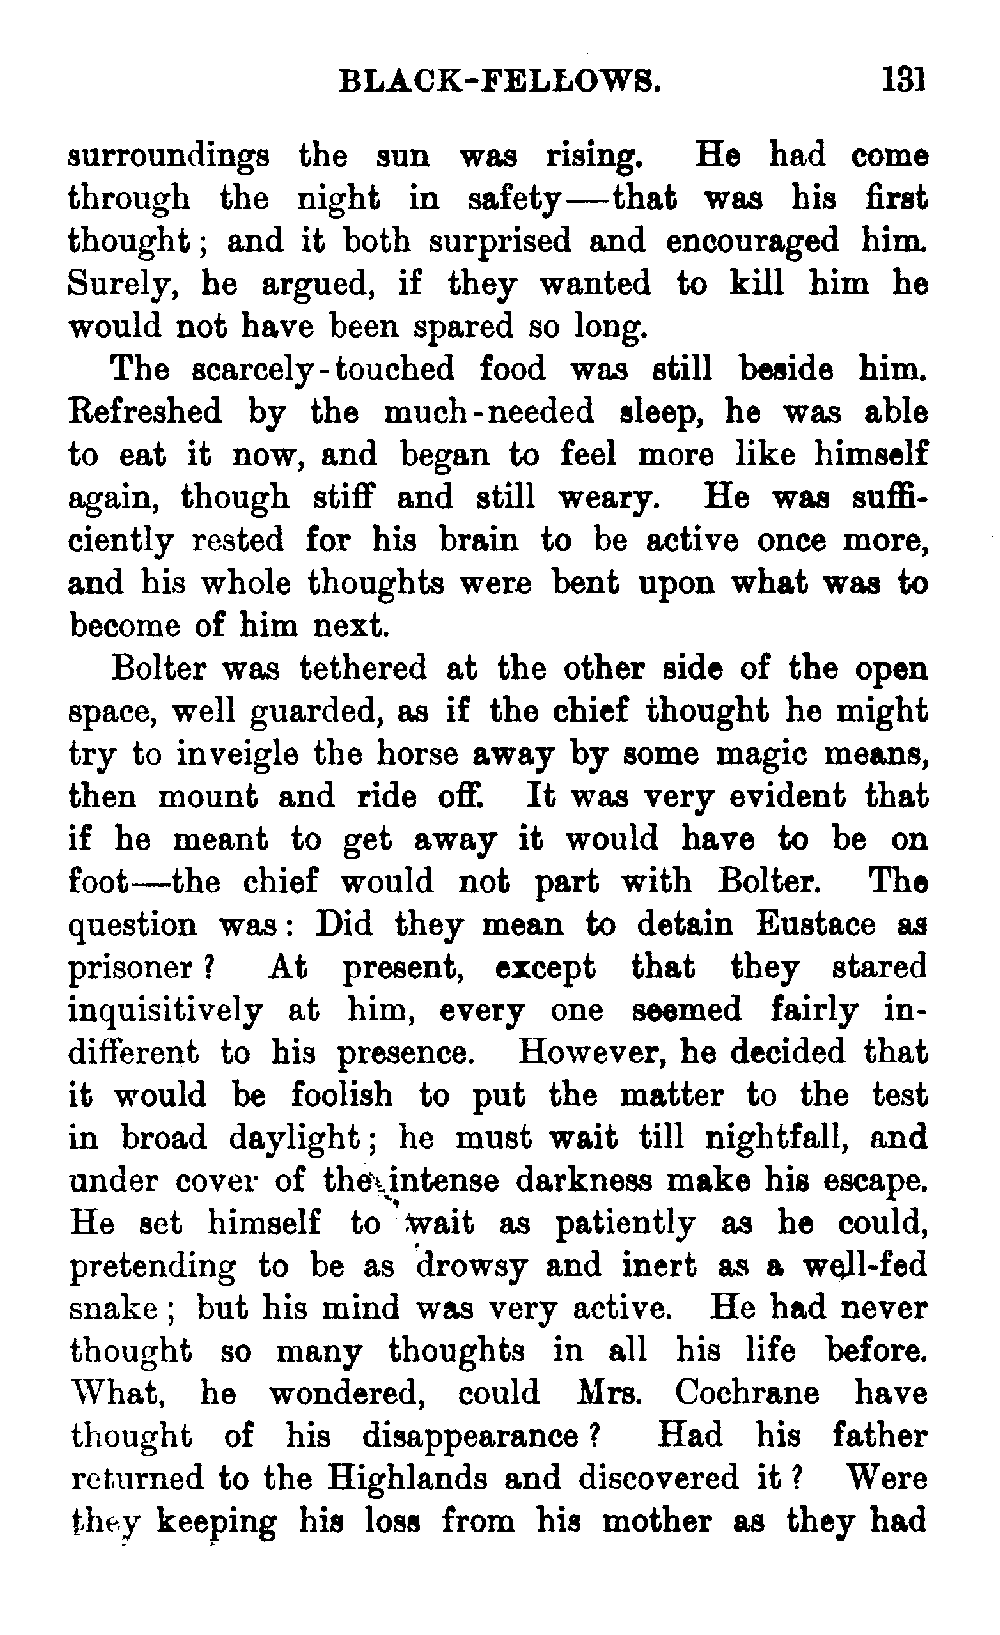 BLACK-FELLOWS. 131
surroundings the sun was rising. He had come
through the night in safety—that was his first
thought; and it both surprised and encouraged him.
Surely, he argued, if they wanted to kill him he
would not have been spared so long.
The scarcely-touched food was still beside him.
Refreshed by the much-needed sleep, he was able
to eat it now, and began to feel more like himself
again, though stiff and still weary. He was suffi-
ciently rested for his brain to be active once more,
and his whole thoughts were bent upon what was to
become of him next.
Bolter was tethered at the other side of the open
space, well guarded, as if the chief thought he might
try to inveigle the horse away by some magic means,
then mount and ride off. It was very evident that
if he meant to get away it would have to be on
foot—the chief would not part with Bolter. The
question was: Did they mean to detain Eustace as
prisoner? At present, except that they stared
inquisitively at him, every one seemed fairly in-
different to his presence. However, he decided that
it would be foolish to put the matter to the test
in broad daylight; he must wait till nightfall, and
under cover of the intense darkness make his escape.
He set himself to wait as patiently as he could,
pretending to be as drowsy and inert as a well-fed
snake; but his mind was very active. He had never
thought so many thoughts in all his life before.
What, he wondered, could Mrs. Cochrane have
thought of his disappearance? Had his father
returned to the Highlands and discovered it? Were
they keeping his loss from his mother as they had